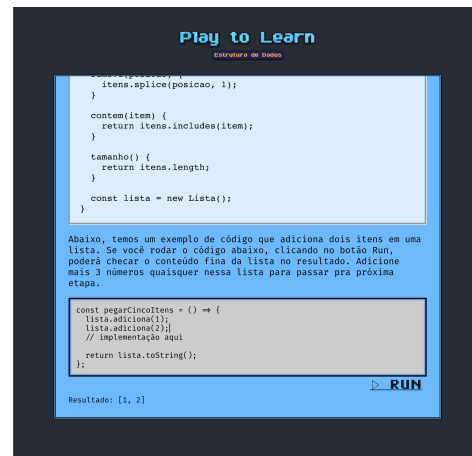 Play to Learn
Estrutura de Dados
remove(posicao) {
itens.splice(posicao, 1);
}
contem(item) {
return itens.includes(item);
}
tamanho() {
return itens.length;
}
const lista = new Lista();
}
Abaixo, temos um exemplo de código que adiciona dois itens em uma
lista. Se você rodar o código abaixo, clicando no botão Run,
poderá checar o conteúdo fina da lista no resultado. Adicione
mais 3 números quaisquer nessa lista para passar pra próxima
etapa.
const pegarCincoItens = () => {
lista.adiciona(1);
lista.adiciona(2);
// implementação aqui
return lista.toString();
};
▷ RUN
Resultado: [1, 2]